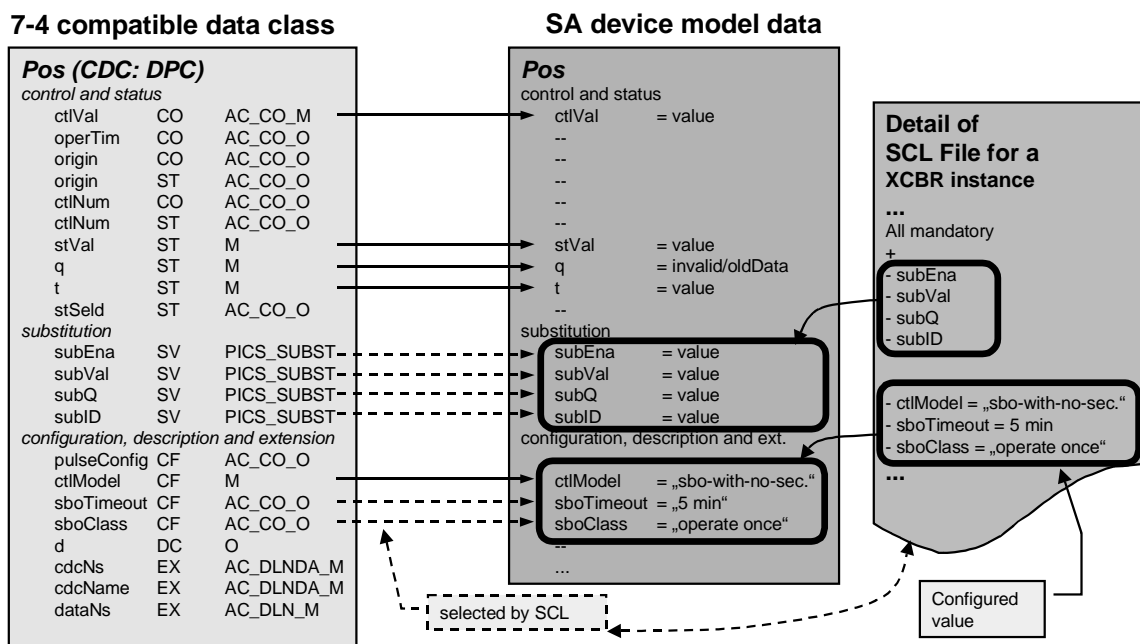 7-4 compatible data class
Pos (CDC: DPC)
control and status
ctlVal CO AC_CO_M
operTim CO AC_CO_O
origin CO AC_CO_O
origin ST AC_CO_O
ctlNum CO AC_CO_O
ctlNum ST AC_CO_O
stVal ST M
q ST M
t ST M
stSeld ST AC_CO_O
substitution
subEna SV PICS_SUBST
subVal SV PICS_SUBST
subQ SV PICS_SUBST
subID SV PICS_SUBST
configuration, description and extension
pulseConfig CF AC_CO_O
ctlModel CF M
sboTimeout CF AC_CO_O
sboClass CF AC_CO_O
d DC O
cdcNs EX AC_DLNDA_M
cdcName EX AC_DLNDA_M
dataNs EX AC_DLN_M
SA device model data
Pos
control and status
ctlVal = value
--
--
--
--
--
stVal = value
q = invalid/oldData
t = value
--
substitution
subEna = value
subVal = value
subQ = value
subID = value
configuration, description and ext.
ctlModel = „sbo-with-no-sec.“
sboTimeout = „5 min“
sboClass = „operate once“
--
...
selected by SCL
Detail of
SCL File for a
XCBR instance
...
All mandatory
+
- subEna
- subVal
- subQ
- subID
- ctlModel = „sbo-with-no-sec.“
- sboTimeout = 5 min
- sboClass = „operate once“
...
Configured
value